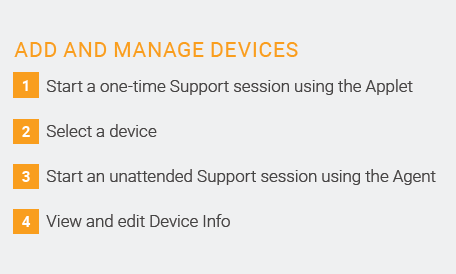 ADD AND MANAGE DEVICES
1 Start a one-time Support session using the Applet
2 Select a device
3 Start an unattended Support session using the Agent
4 View and edit Device Info